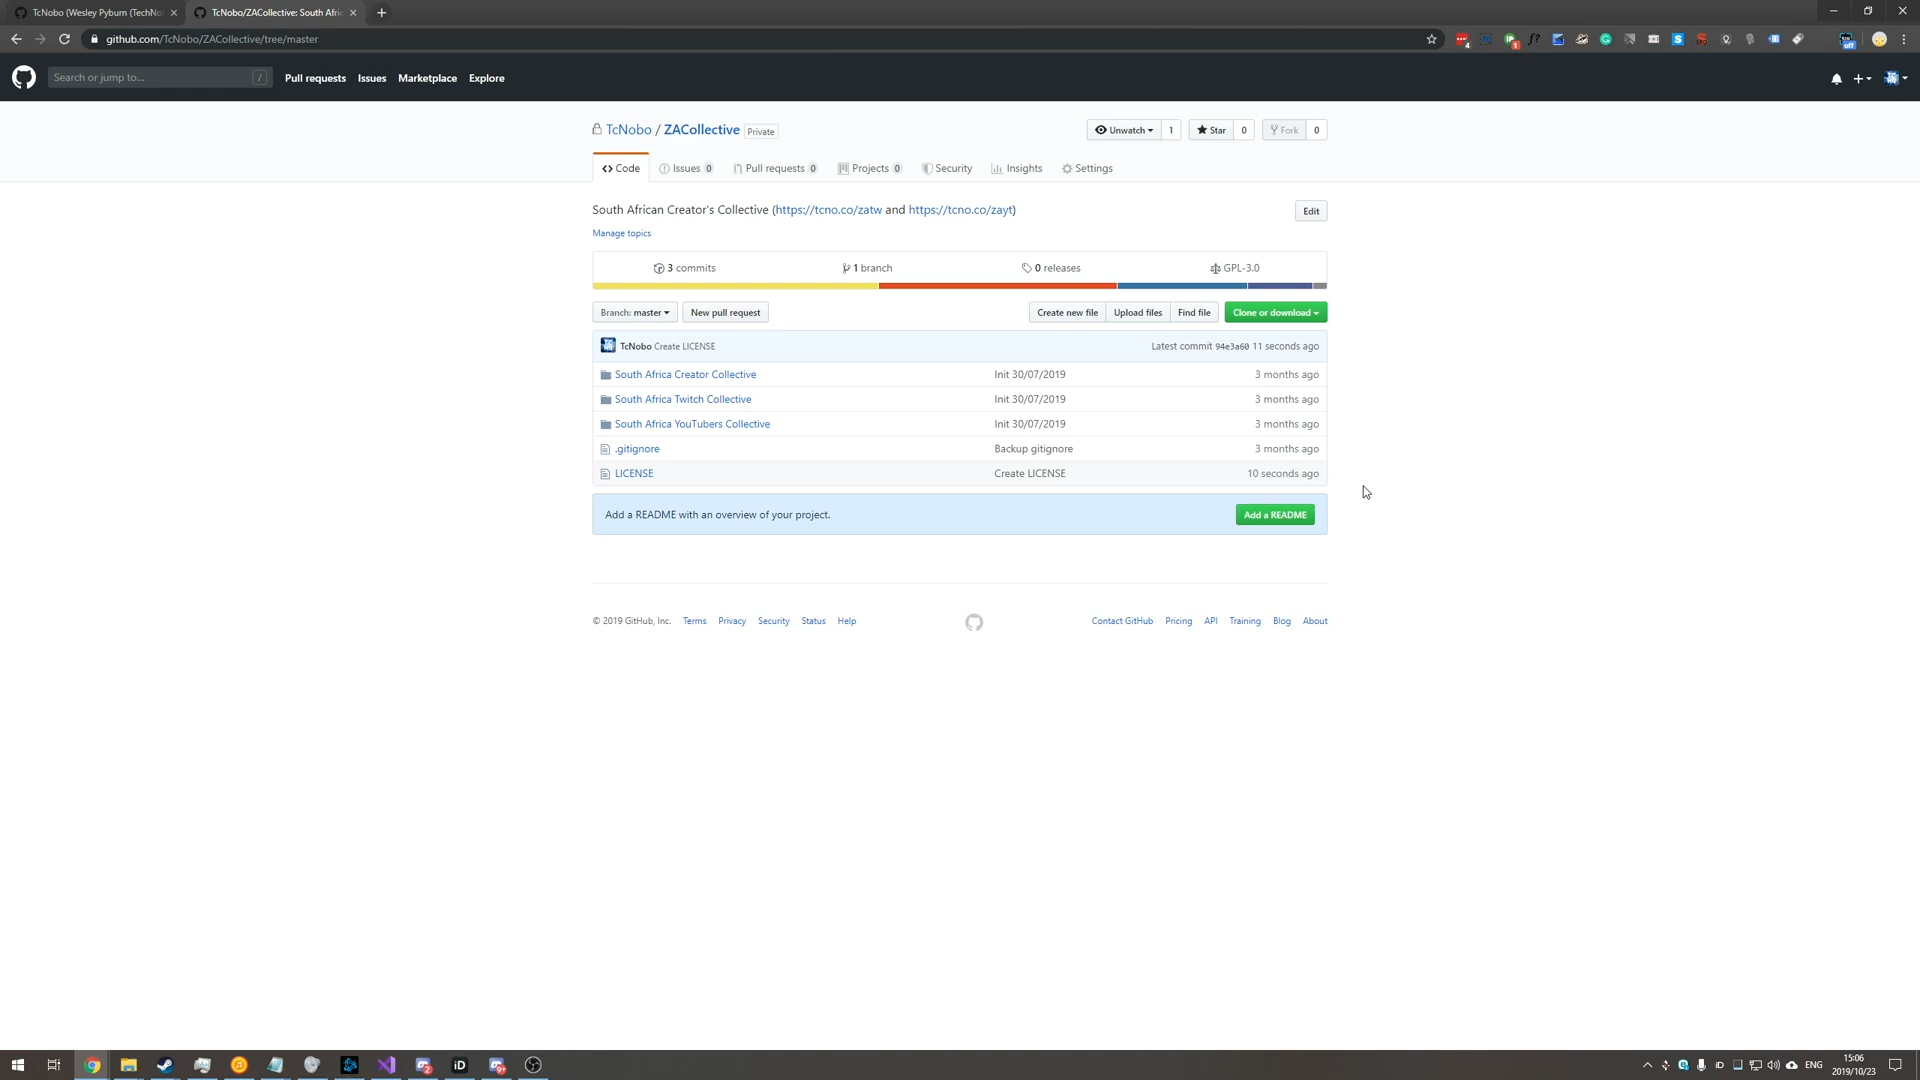 TcNobo (Wesley Pyburn (TechNo
TcNobo/ZACollective: South Afric
github.com/TcNobo/ZACollective/tree/master
Search or jump to... /
Pull requests Issues Marketplace Explore
TcNobo / ZACollective Private
Unwatch 1 Star 0 Fork 0
Code Issues 0 Pull requests 0 Projects 0 Security Insights Settings
South African Creator's Collective (https://tcno.co/zatw and https://tcno.co/zayt) Edit
Manage topics
3 commits 1 branch 0 releases GPL-3.0
Branch: master New pull request Create new file Upload files Find file Clone or download
TcNobo Create LICENSE Latest commit 94e3a60 11 seconds ago
South Africa Creator Collective Init 30/07/2019 3 months ago
South Africa Twitch Collective Init 30/07/2019 3 months ago
South Africa YouTubers Collective Init 30/07/2019 3 months ago
.gitignore Backup gitignore 3 months ago
LICENSE Create LICENSE 10 seconds ago
Add a README with an overview of your project. Add a README
© 2019 GitHub, Inc. Terms Privacy Security Status Help Contact GitHub Pricing API Training Blog About
ENG
15:06
2019/10/23